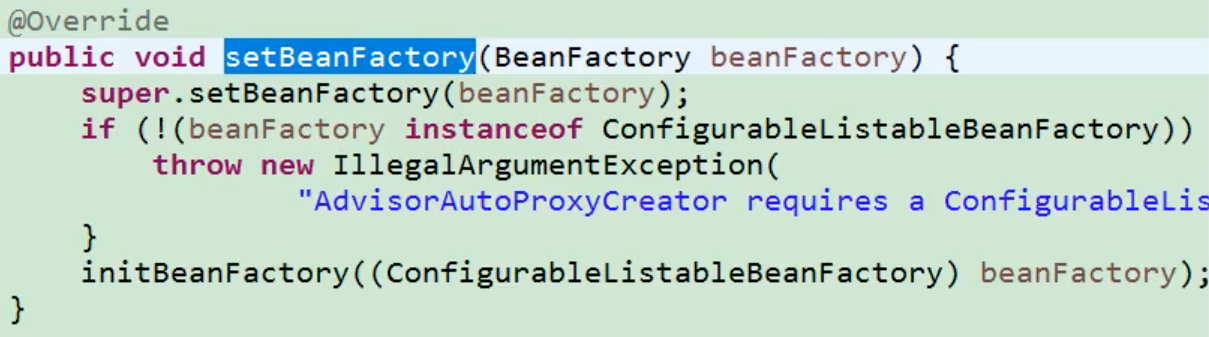 @Override
public void setBeanFactory(BeanFactory beanFactory) {
super.setBeanFactory(beanFactory);
if (!(beanFactory instanceof ConfigurableListableBeanFactory))
throw new IllegalArgumentException(
"AdvisorAutoProxyCreator requires a ConfigurableLis
}
initBeanFactory((ConfigurableListableBeanFactory) beanFactory);
}